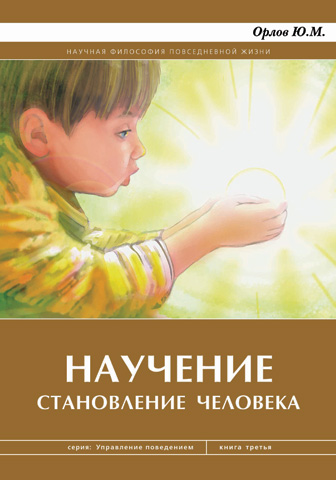 Орлов Ю.М.
НАУЧНАЯ ФИЛОСОФИЯ ПОВСЕДНЕВНОЙ ЖИЗНИ
НАУЧЕНИЕ
СТАНОВЛЕНИЕ ЧЕЛОВЕКА
серия: Управление поведением книга третья